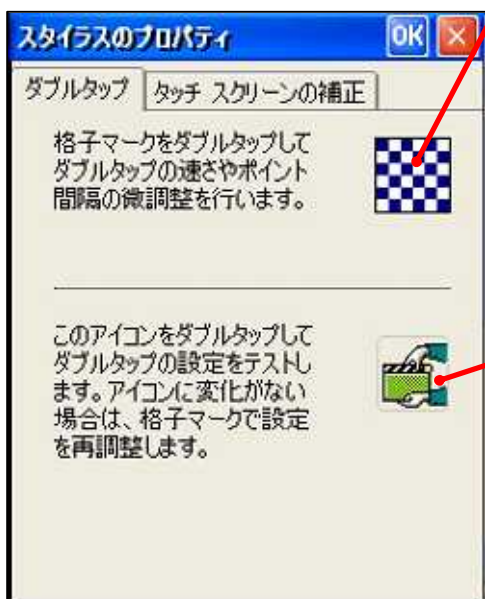 スタイラスのプロパティ OK
ダブルタップ タッチ スクリーンの補正
格子マークをダブルタップして
ダブルタップの速さやポイント
間隔の微調整を行います。
このアイコンをダブルタップして
ダブルタップの設定をテストし
ます。アイコンに変化がない
場合は、格子マークで設定
を再調整します。